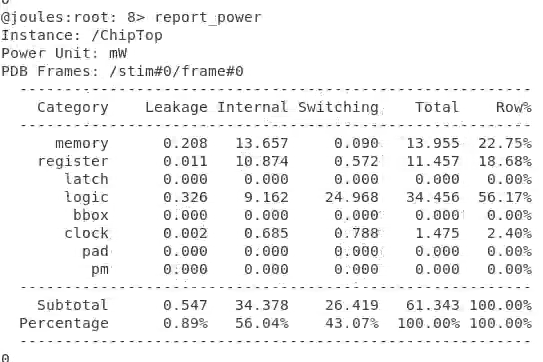 0
@joules:root: 8> report_power
Instance: /ChipTop
Power Unit: mW
PDB Frames: /stim#0/frame#0
-------------------------------------------------------------
Category Leakage Internal Switching Total Row%
-------------------------------------------------------------
memory 0.208 13.657 0.090 13.955 22.75%
register 0.011 10.874 0.572 11.457 18.68%
latch 0.000 0.000 0.000 0.000 0.00%
logic 0.326 9.162 24.968 34.456 56.17%
bbox 0.000 0.000 0.000 0.000 0.00%
clock 0.002 0.685 0.788 1.475 2.40%
pad 0.000 0.000 0.000 0.000 0.00%
pm 0.000 0.000 0.000 0.000 0.00%
-------------------------------------------------------------
Subtotal 0.547 34.378 26.419 61.343 100.00%
Percentage 0.89% 56.04% 43.07% 100.00% 100.00%
-------------------------------------------------------------
0